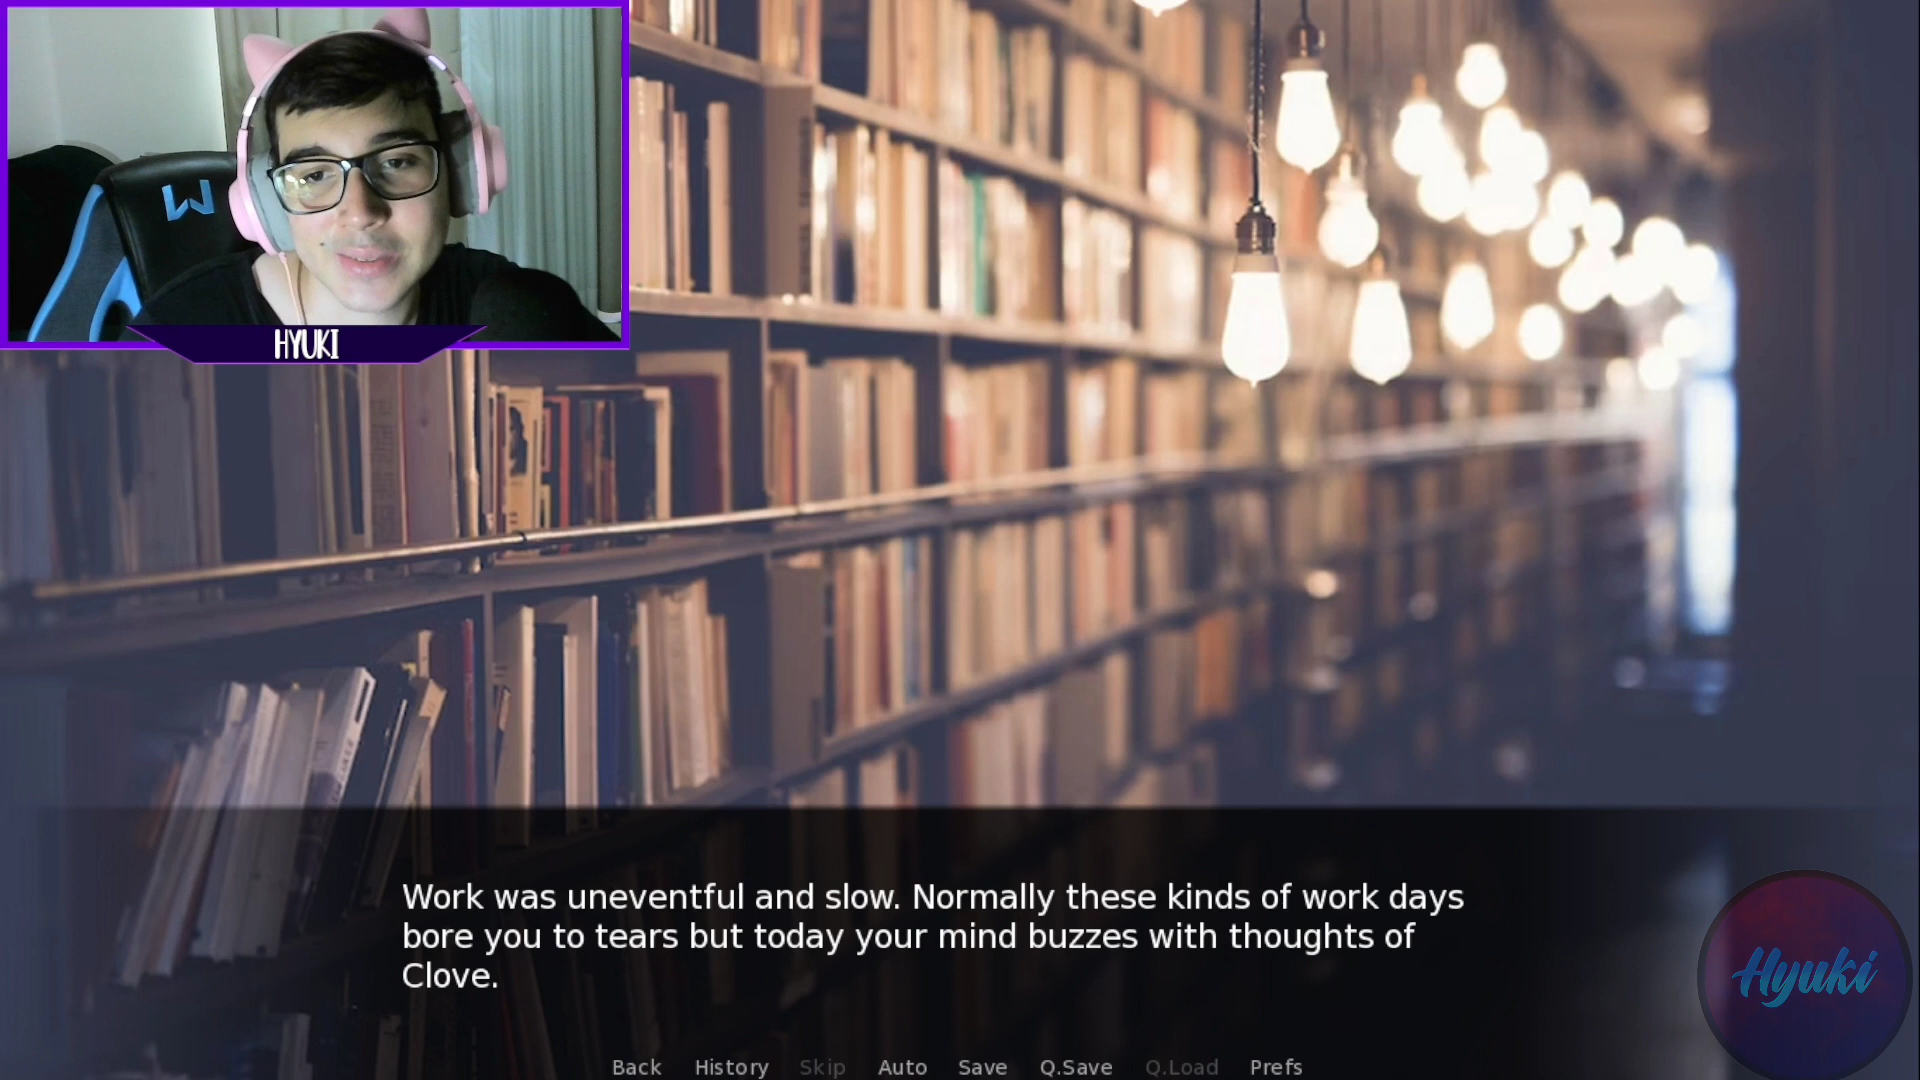 HYUKI
Work was uneventful and slow. Normally these kinds of work days
bore you to tears but today your mind buzzes with thoughts of
Clove.
Hyuki
Back History Skip Auto Save Q.Save Q.Load Prefs